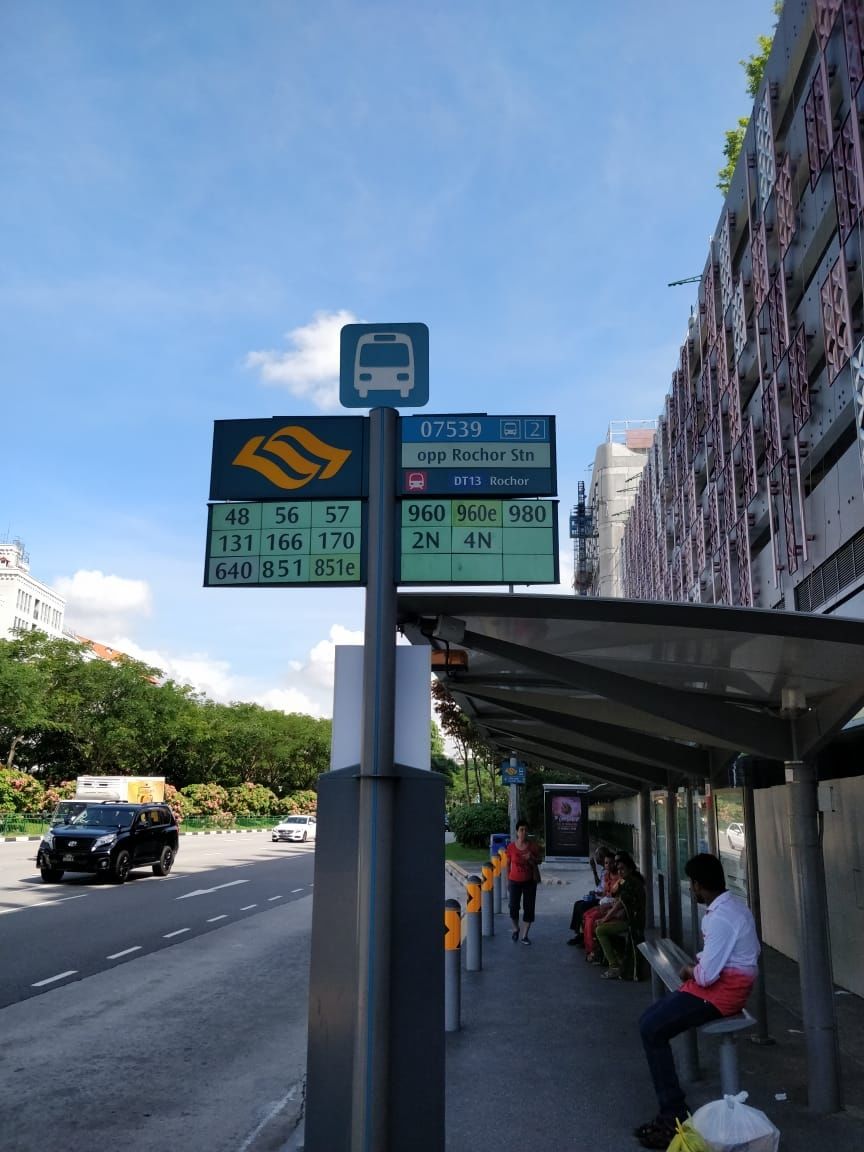 07539 2
opp Rochor Stn
DT13 Rochor
48 56 57
131 166 170
640 851 851e
960 960e 980
2N 4N